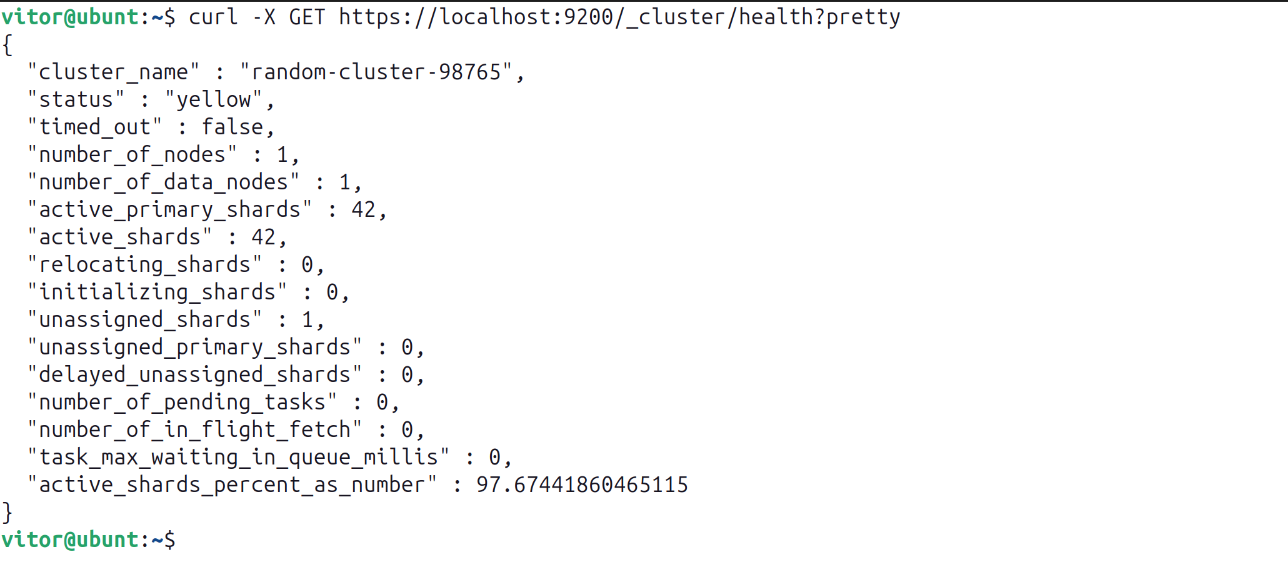 vitor@ubunt:~$ curl -X GET https://localhost:9200/_cluster/health?pretty
{
  "cluster_name" : "random-cluster-98765",
  "status" : "yellow",
  "timed_out" : false,
  "number_of_nodes" : 1,
  "number_of_data_nodes" : 1,
  "active_primary_shards" : 42,
  "active_shards" : 42,
  "relocating_shards" : 0,
  "initializing_shards" : 0,
  "unassigned_shards" : 1,
  "unassigned_primary_shards" : 0,
  "delayed_unassigned_shards" : 0,
  "number_of_pending_tasks" : 0,
  "number_of_in_flight_fetch" : 0,
  "task_max_waiting_in_queue_millis" : 0,
  "active_shards_percent_as_number" : 97.67441860465115
}
vitor@ubunt:~$